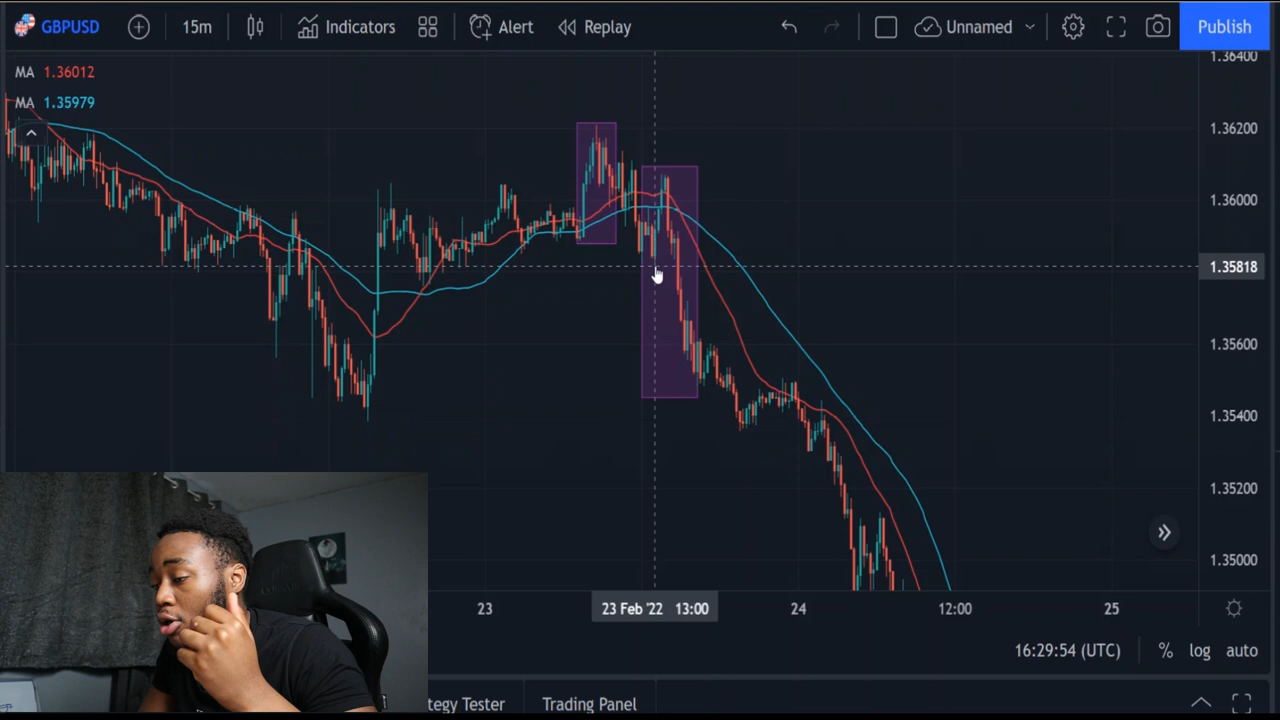 GBPUSD 15m Indicators Alert Replay Unnamed Publish
MA 1.36012
MA 1.35979
1.36400
1.36200
1.36000
1.35818
1.35600
1.35400
1.35200
1.35000
23 23 Feb '22 13:00 24 12:00 25
16:29:54 (UTC) % log auto
tegy Tester Trading Panel